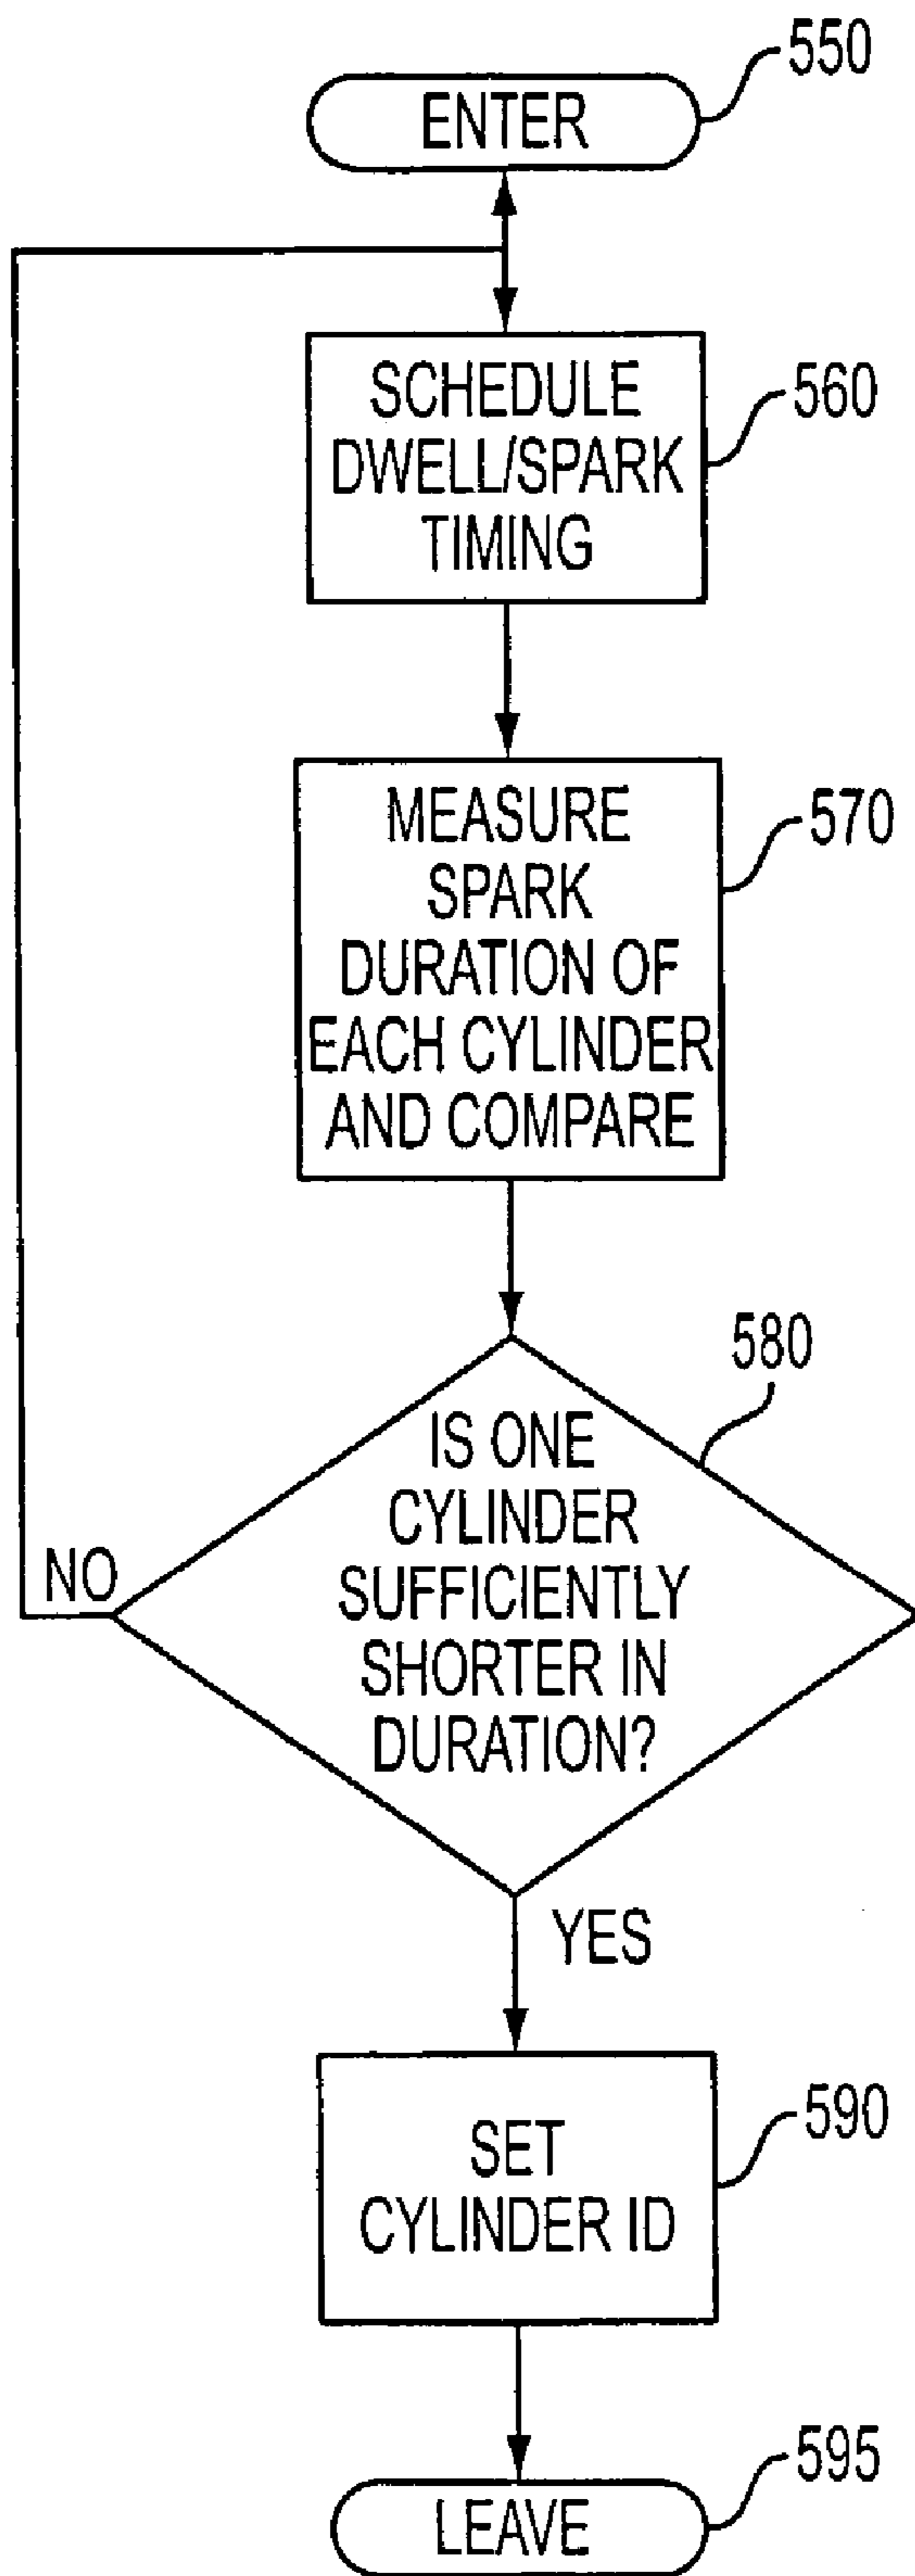 550
ENTER
SCHEDULE
DWELL/SPARK
TIMING
560
MEASURE
SPARK
DURATION OF
EACH CYLINDER
AND COMPARE
570
580
IS ONE
CYLINDER
SUFFICIENTLY
SHORTER IN
DURATION?
NO
YES
SET
CYLINDER ID
590
LEAVE
595